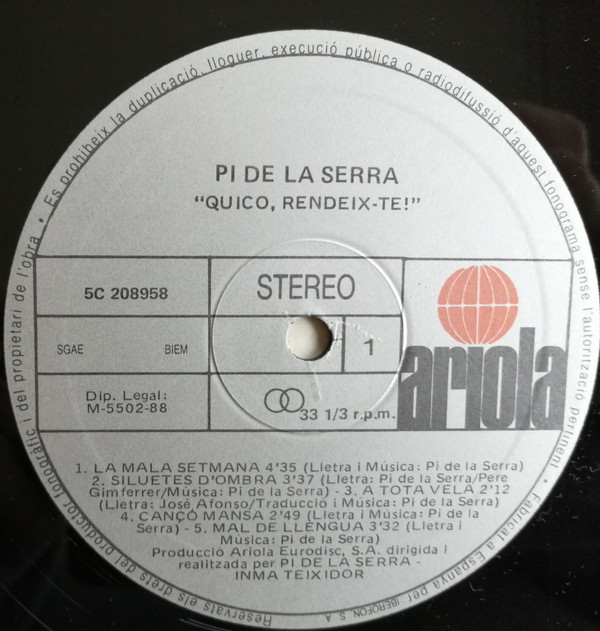 Es prohibeix la duplicació, lloguer, execució pública o radiodifussió d'aquest fonograma sense l'autorització pertinent • Fabricat a Espanya per IBEROFON, S. A.
Reservats els drets del productor fonogràfic i del propietari de l'obra •
PI DE LA SERRA
"QUICO, RENDEIX-TE!"
5C 208958
STEREO
SGAE BIEM
1
ariola
Dip. Legal:
M-5502-88
33 1/3 r.p.m.
1. LA MALA SETMANA 4'35 (Lletra i Música: Pi de la Serra)
2. SILUETES D'OMBRA 3'37 (Lletra: Pi de la Serra/Pere
Gimferrer/Música: Pi de la Serra) - 3. A TOTA VELA 2'12
(Lletra: José Afonso/Traduccio i Música: Pi de la Serra)
4. CANÇÓ MANSA 2'49 (Lletra i Música: Pi de la
Serra) - 5. MAL DE LLENGUA 3'32 (Lletra i
Música: Pi de la Serra)
Producció Ariola Eurodisc, S.A. dirigida i
realitzada per PI DE LA SERRA -
INMA TEIXIDOR